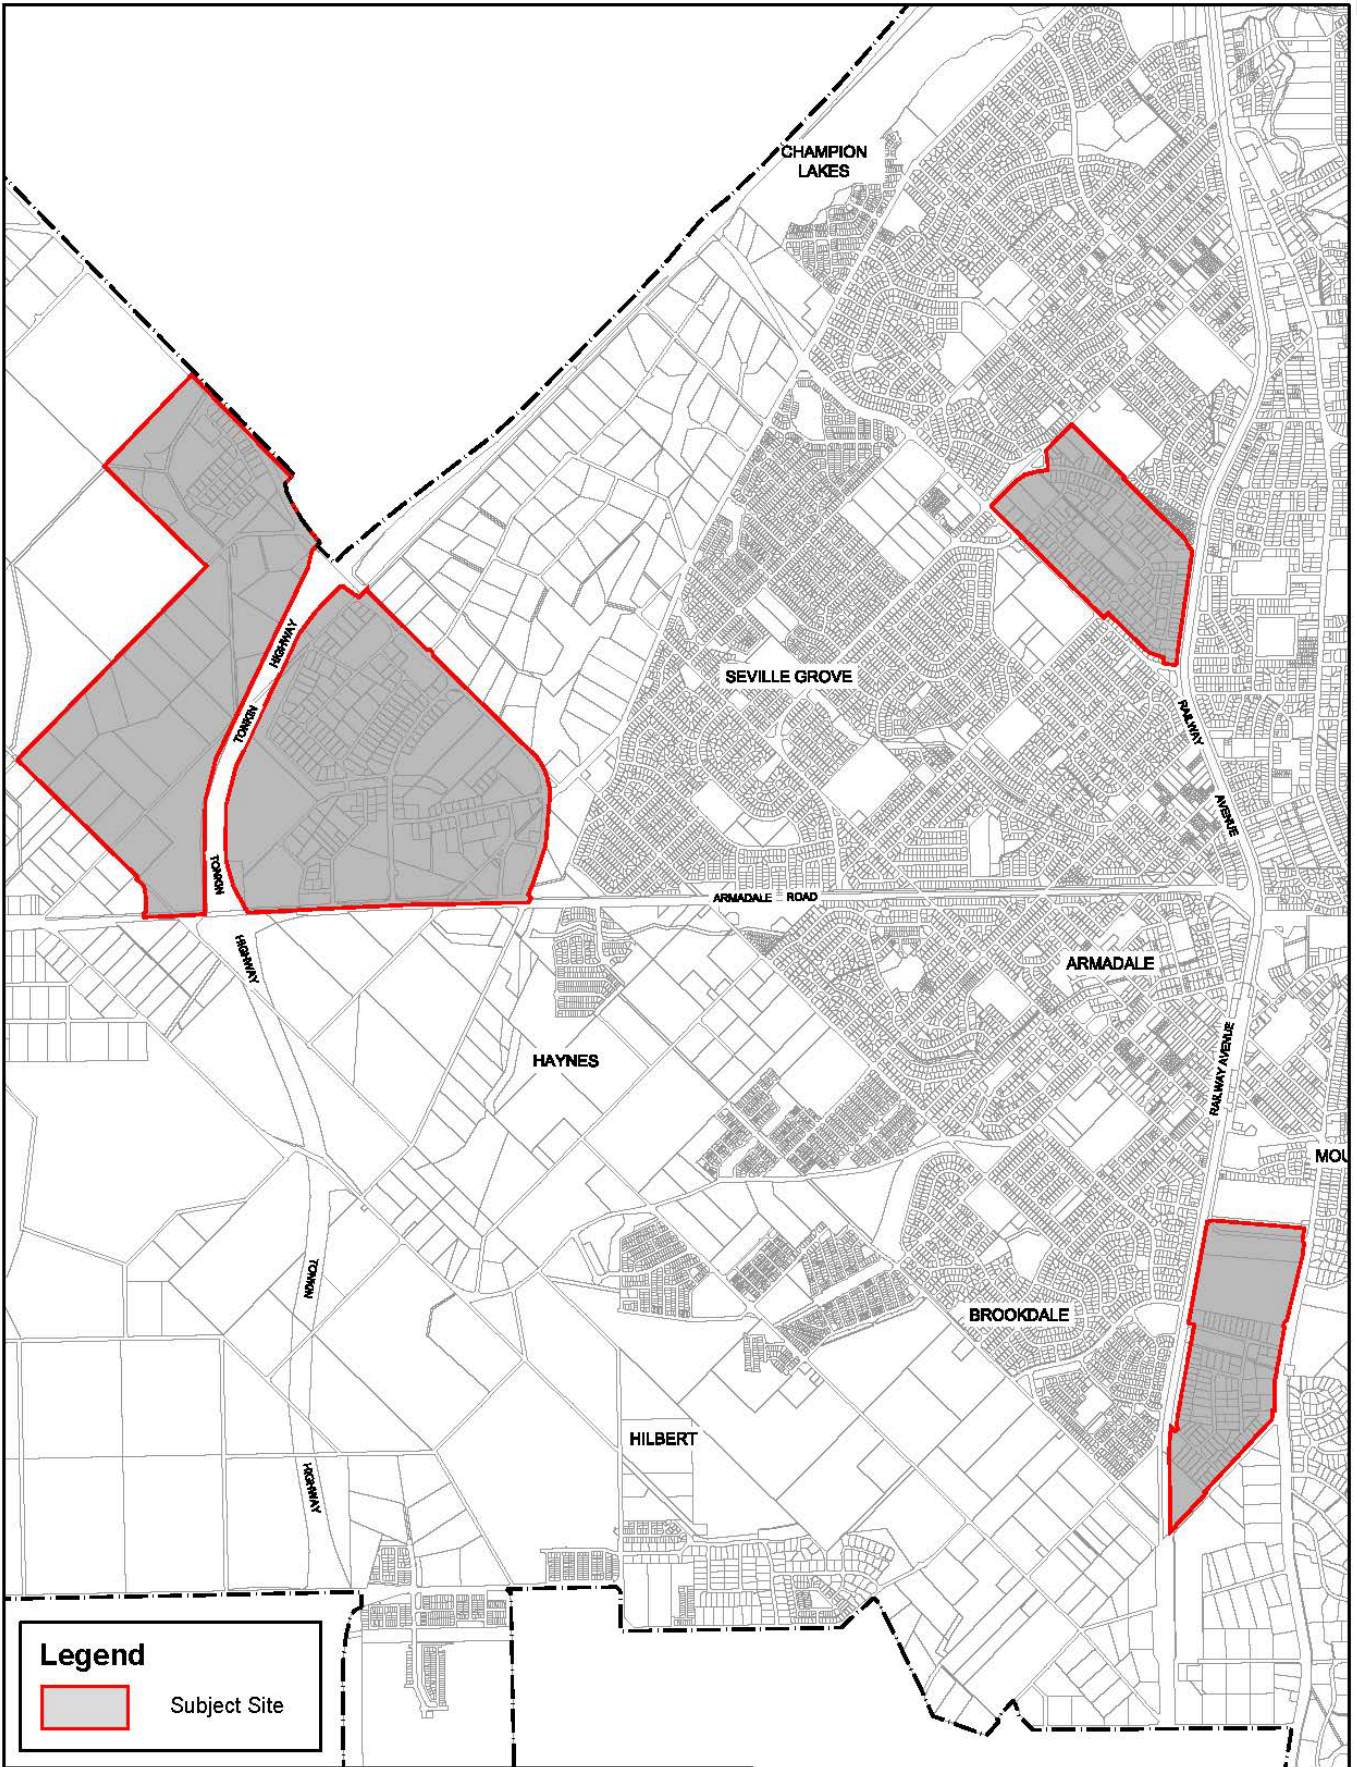 CHAMPION
LAKES
HIGHWAY
TONKIN
SEVILLE GROVE
RAILWAY
AVENUE
TONKIN
ARMADALE ROAD
HIGHWAY
ARMADALE
HAYNES
RAILWAY AVENUE
MOU
TONKIN
BROOKDALE
HILBERT
HIGHWAY
Legend
Subject Site